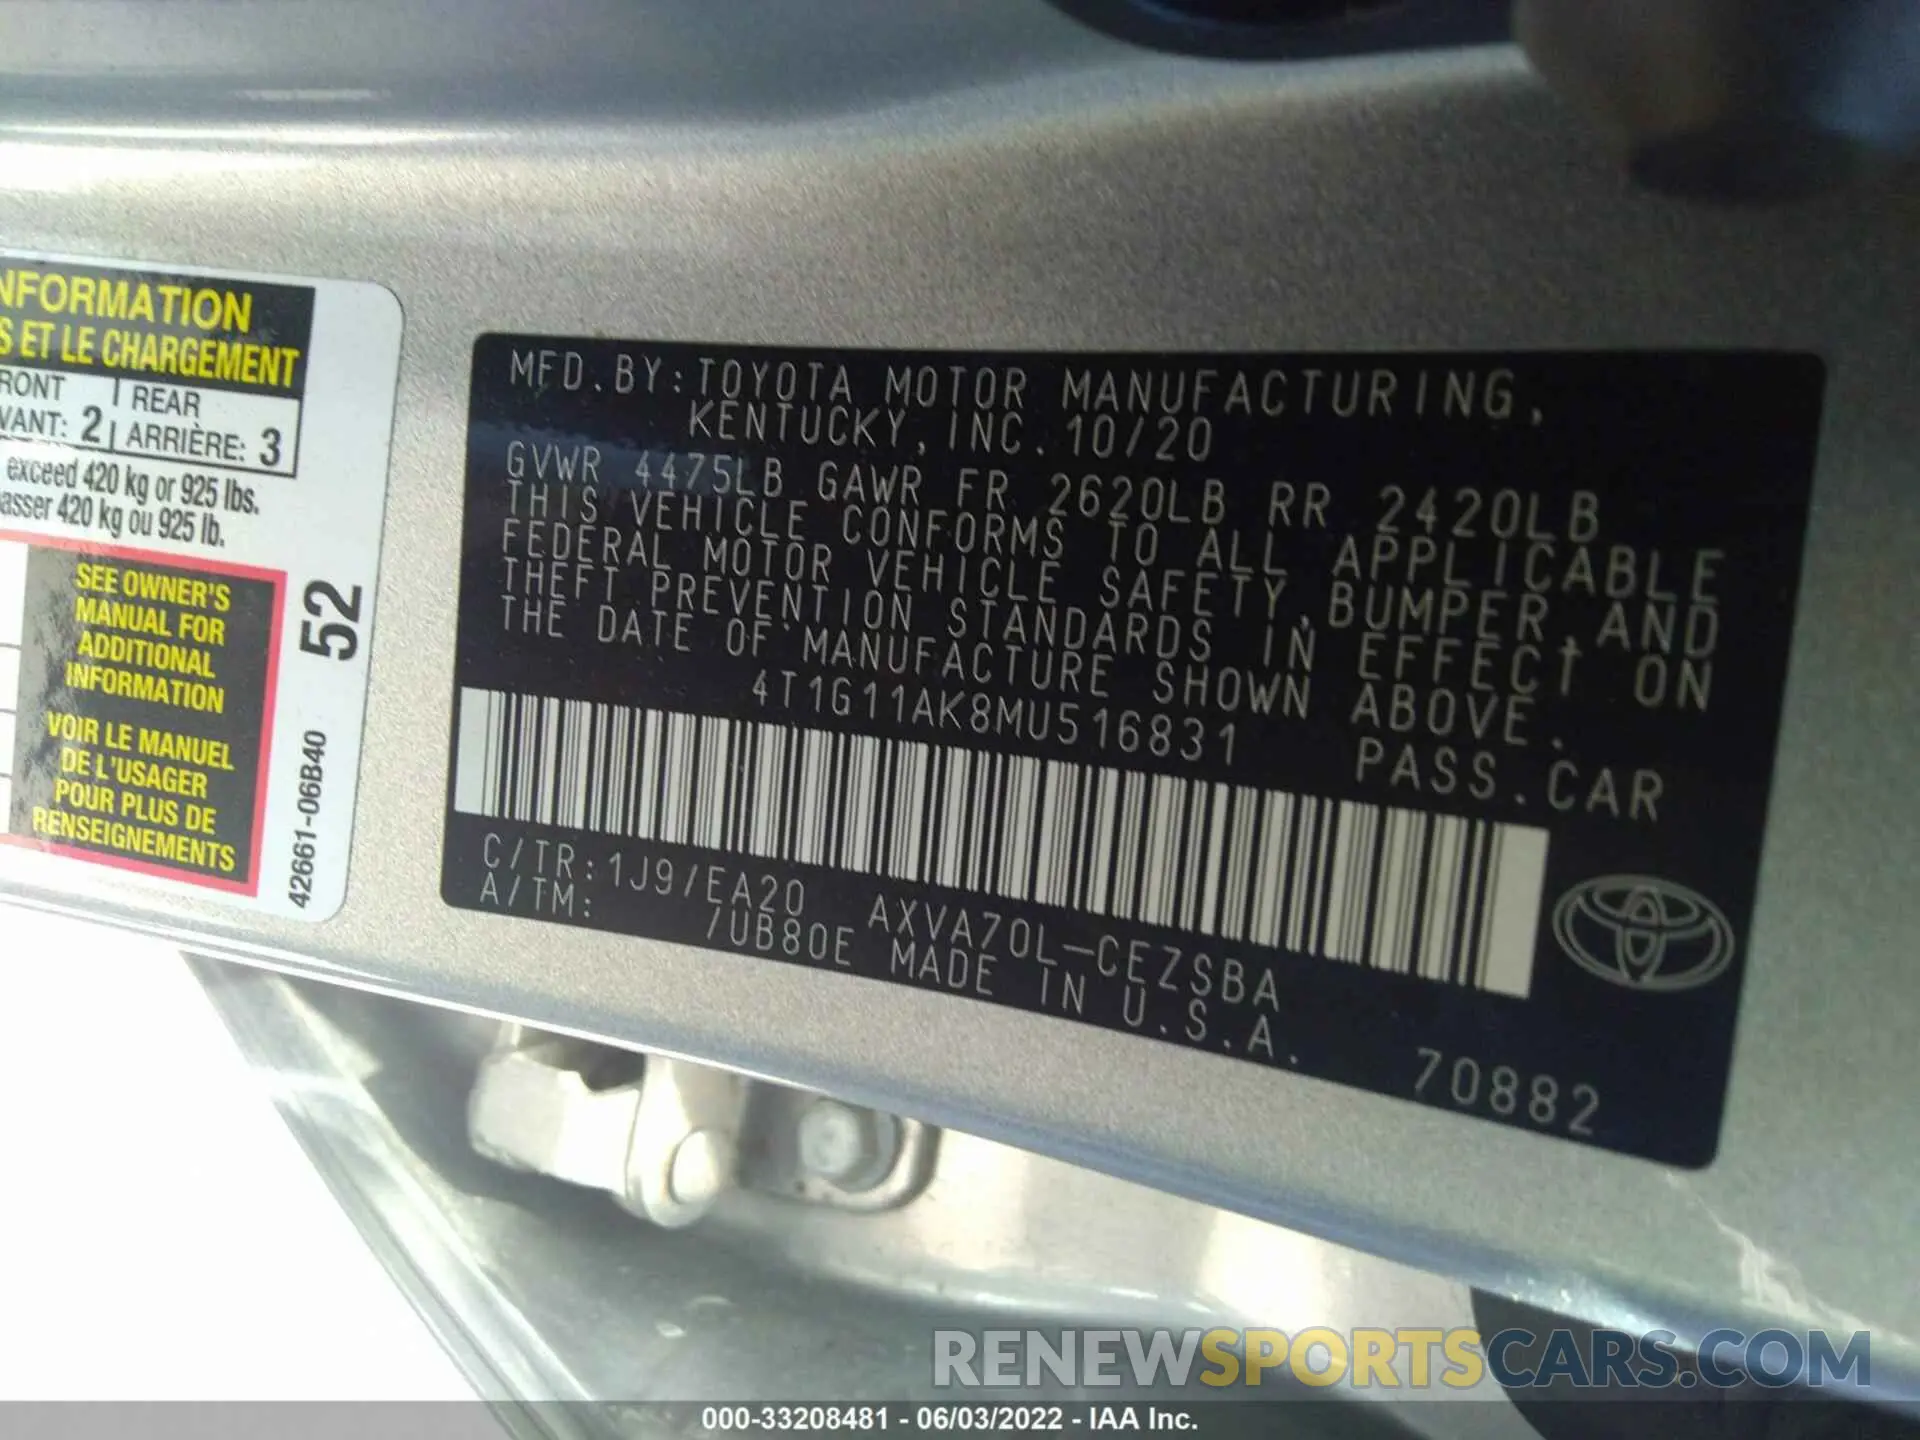 NFORMATION
S ET LE CHARGEMENT
RONT | REAR
VANT: 2 | ARRIÈRE: 3
exceed 420 kg or 925 lbs.
asser 420 kg ou 925 lb.
SEE OWNER'S
MANUAL FOR
ADDITIONAL
INFORMATION
VOIR LE MANUEL
DE L'USAGER
POUR PLUS DE
RENSEIGNEMENTS
52
42661-06B40
MFD.BY:TOYOTA MOTOR MANUFACTURING,
KENTUCKY,INC.10/20
GVWR 4475LB GAWR FR 2620LB RR 2420LB
THIS VEHICLE CONFORMS TO ALL APPLICABLE
FEDERAL MOTOR VEHICLE SAFETY,BUMPER,AND
THEFT PREVENTION STANDARDS IN EFFECT ON
THE DATE OF MANUFACTURE SHOWN ABOVE.
4T1G11AK8MU516831 PASS.CAR
C/TR:1J9/EA20 AXVA70L-CEZSBA
A/TM: /UB80E MADE IN U.S.A.
70882
RENEWSPORTSCARS.COM
000-33208481 - 06/03/2022 - IAA Inc.